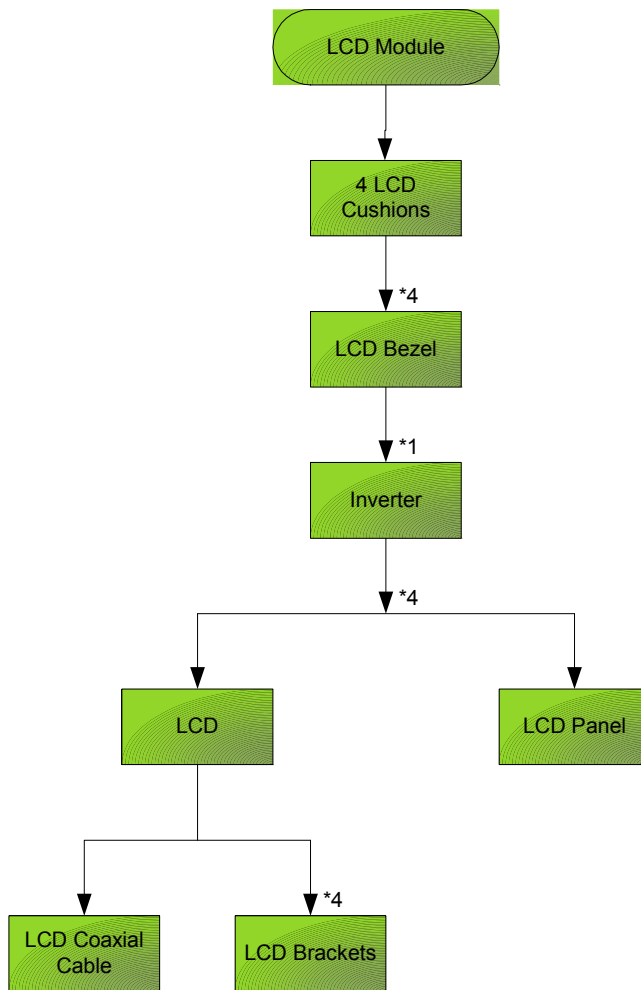 LCD Module
4 LCD
Cushions
*4
LCD Bezel
*1
Inverter
*4
LCD
LCD Panel
*4
LCD Coaxial
Cable
LCD Brackets